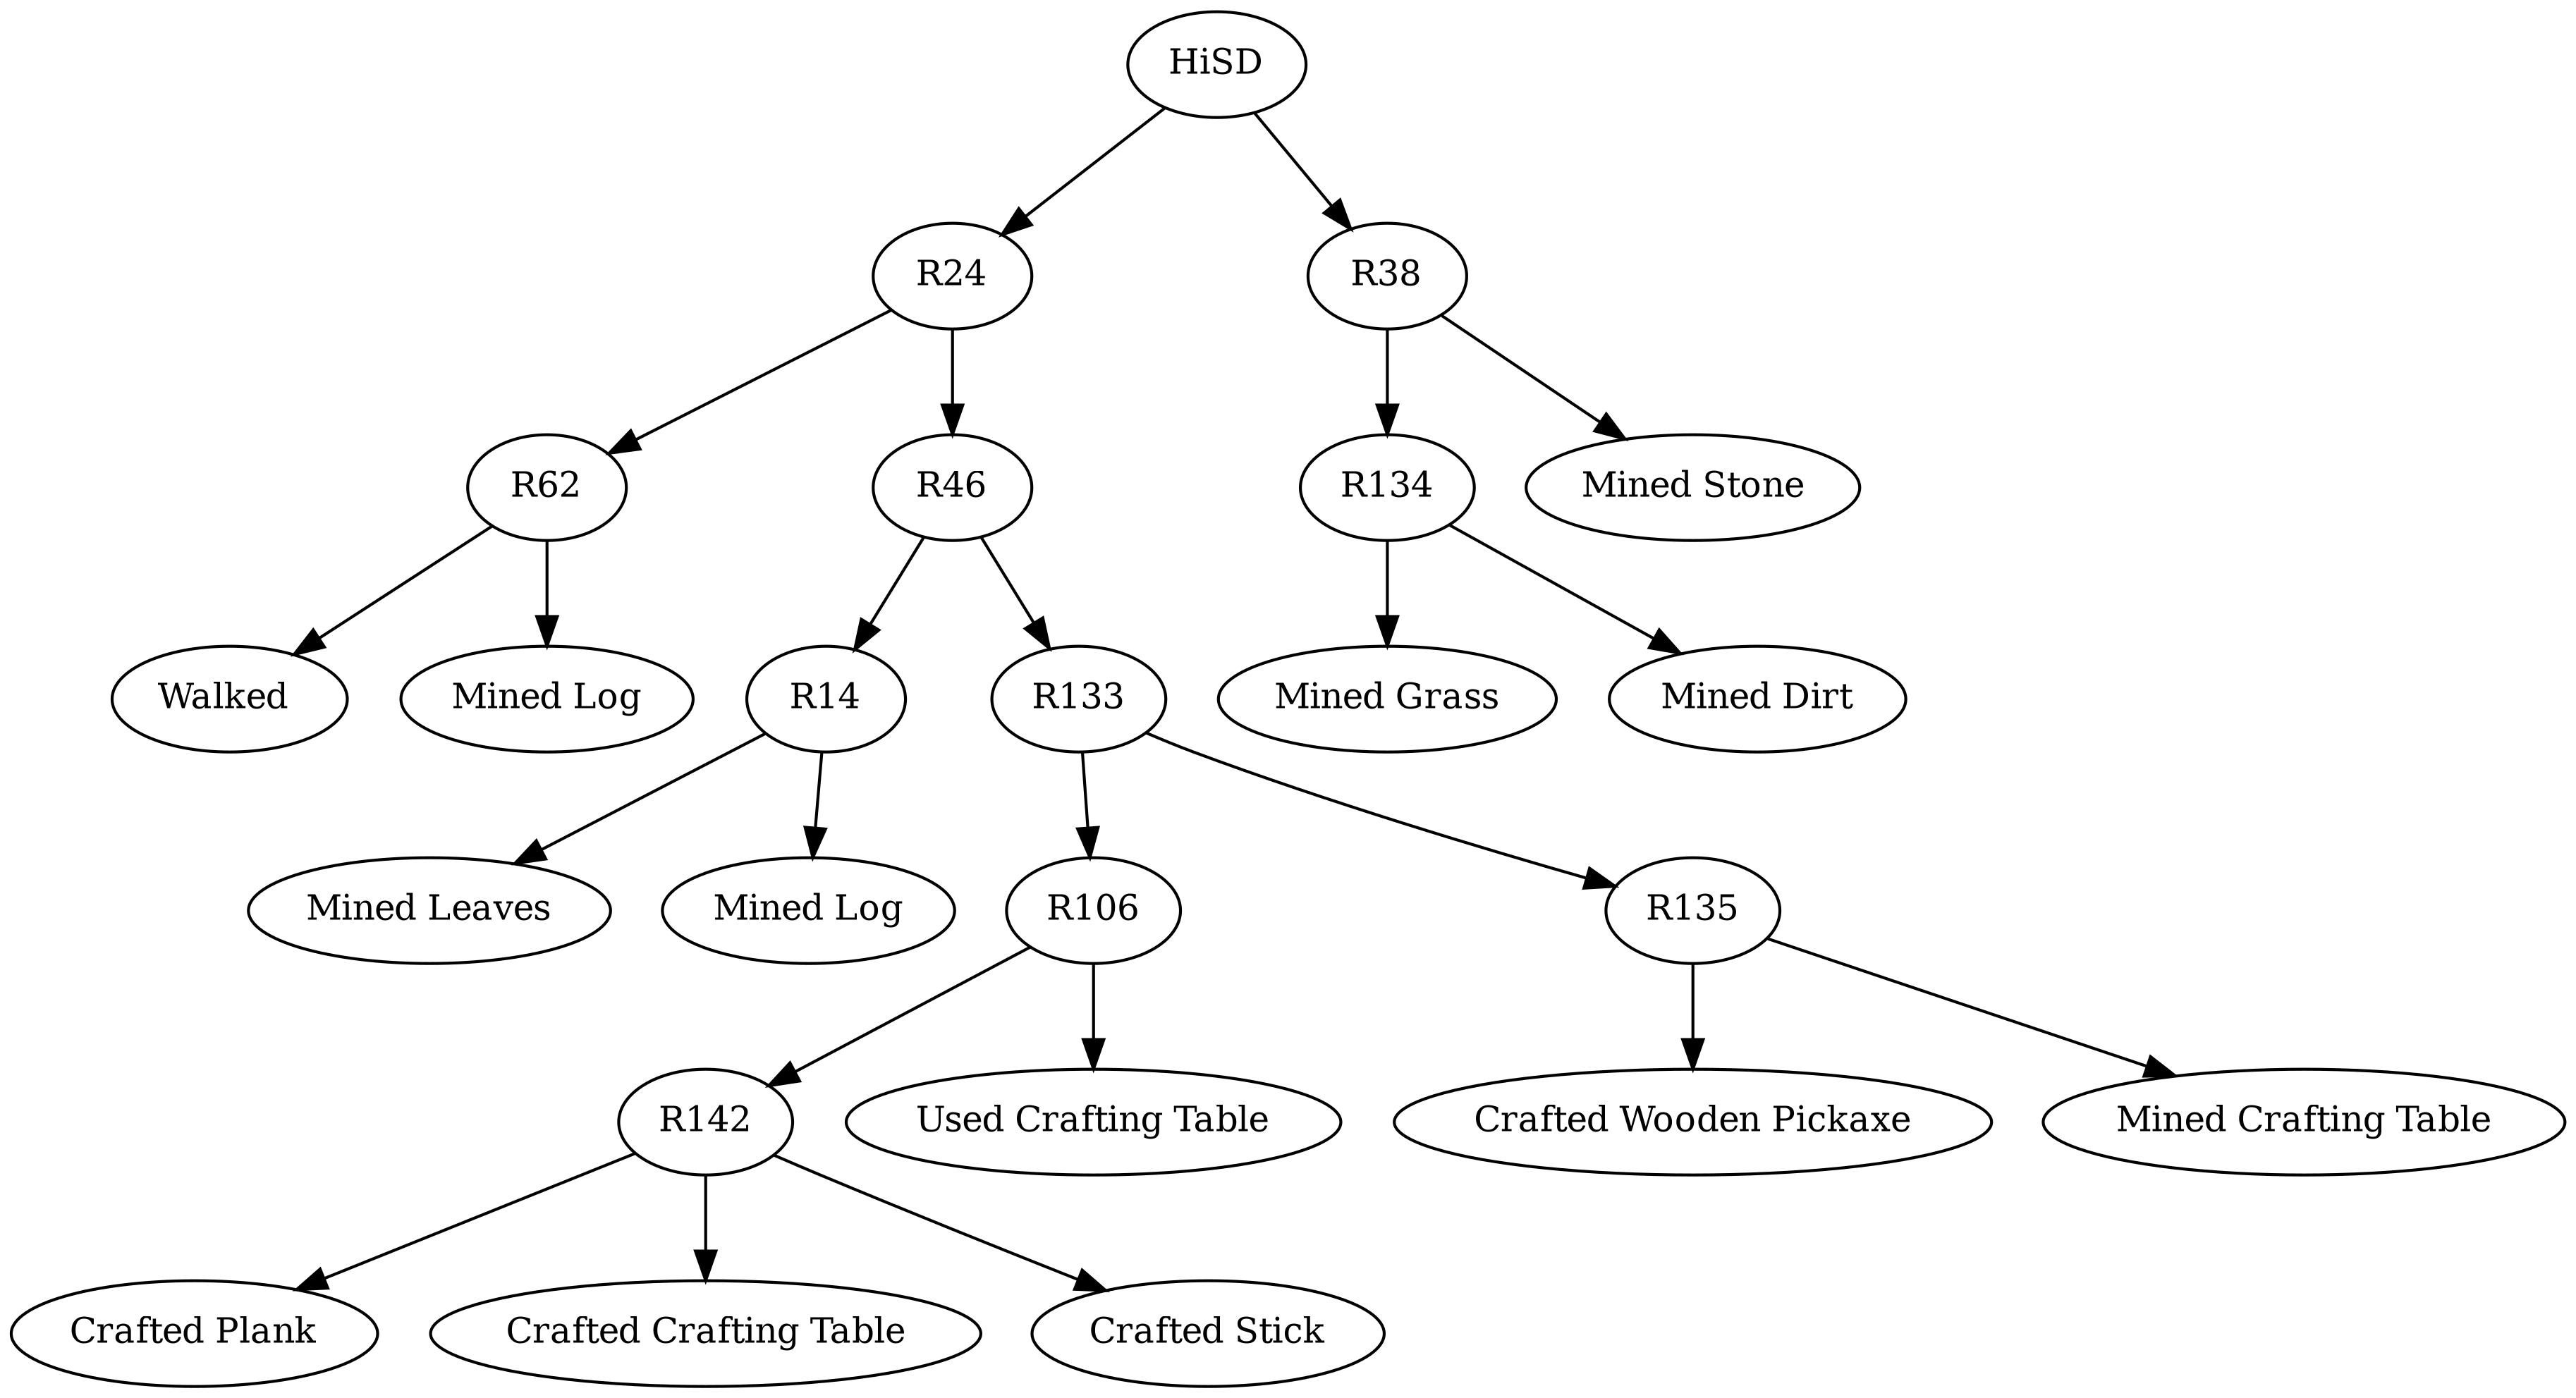 HiSD
R24
R38
R62
R46
R134
Mined Stone
Walked
Mined Log
R14
R133
Mined Grass
Mined Dirt
Mined Leaves
Mined Log
R106
R135
R142
Used Crafting Table
Crafted Wooden Pickaxe
Mined Crafting Table
Crafted Plank
Crafted Crafting Table
Crafted Stick